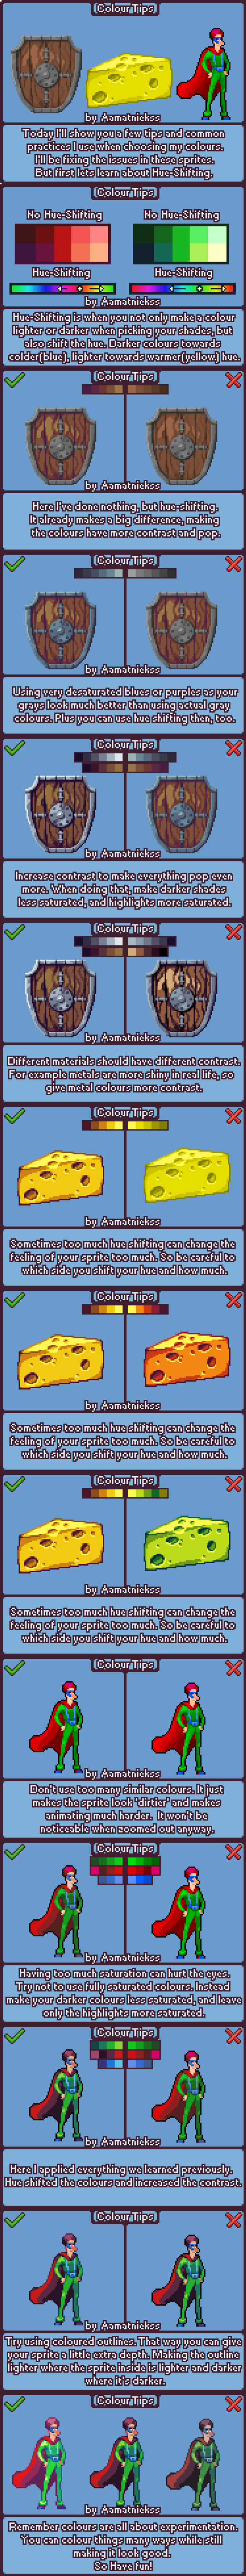 Colour Tips
by Aamatniekss
Today I'll show you a few tips and common
practices I use when choosing my colours.
I'll be fixing the issues in these sprites.
But first lets learn about Hue-Shifting.
Colour Tips
No Hue-Shifting
No Hue-Shifting
Hue-Shifting
Hue-Shifting
by Aamatniekss
Hue-Shifting is when you not only make a colour
lighter or darker when picking your shades, but
also shift the hue. Darker colours towards
colder(blue), lighter towards warmer(yellow) hue.
Colour Tips
by Aamatniekss
Here I've done nothing, but hue-shifting.
It already makes a big difference, making
the colours have more contrast and pop.
Colour Tips
by Aamatniekss
Using very desaturated blues or purples as your
grays look much better than using actual gray
colours. Plus you can use hue shifting then, too.
Colour Tips
by Aamatniekss
Increase contrast to make everything pop even
more. When doing that, make darker shades
less saturated, and highlights more saturated.
Colour Tips
by Aamatniekss
Different materials should have different contrast.
For example metals are more shiny in real life, so
give metal colours more contrast.
Colour Tips
by Aamatniekss
Sometimes too much hue shifting can change the
feeling of your sprite too much. So be careful to
which side you shift your hue and how much.
Colour Tips
by Aamatniekss
Sometimes too much hue shifting can change the
feeling of your sprite too much. So be careful to
which side you shift your hue and how much.
Colour Tips
by Aamatniekss
Sometimes too much hue shifting can change the
feeling of your sprite too much. So be careful to
which side you shift your hue and how much.
Colour Tips
by Aamatniekss
Don't use too many similar colours. It just
makes the sprite look 'dirtier' and makes
animating much harder. It won't be
noticeable when zoomed out anyway.
Colour Tips
by Aamatniekss
Having too much saturation can hurt the eyes.
Try not to use fully saturated colours. Instead
make your darker colours less saturated, and leave
only the highlights more saturated.
Colour Tips
by Aamatniekss
Here I applied everything we learned previously.
Hue shifted the colours and increased the contrast.
Colour Tips
by Aamatniekss
Try using coloured outlines. That way you can give
your sprite a little extra depth. Making the outline
lighter where the sprite inside is lighter and darker
where it's darker.
Colour Tips
by Aamatniekss
Remember colours are all about experimentation.
You can colour things many ways while still
making it look good.
So Have fun!